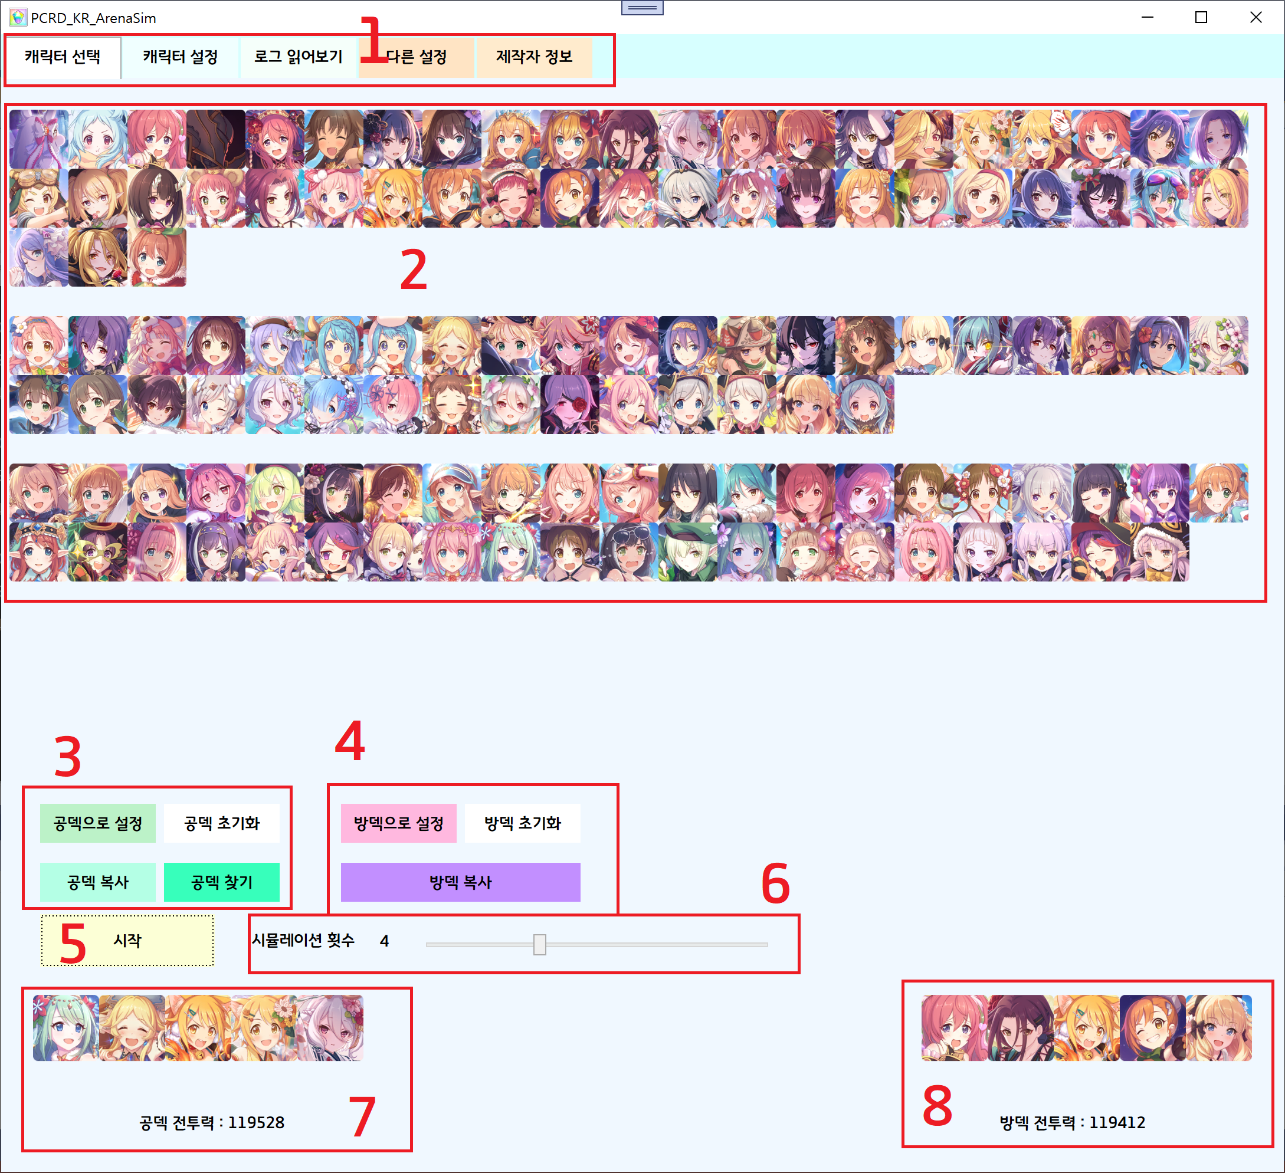 PCRD_KR_ArenaSim
1
캐릭터 선택
캐릭터 설정
로그 읽어보기
다른 설정
제작자 정보
2
3
공덱으로 설정
공덱 초기화
공덱 복사
공덱 찾기
4
방덱으로 설정
방덱 초기화
방덱 복사
5
시작
6
시뮬레이션 횟수 4
7
공덱 전투력 : 119528
8
방덱 전투력 : 119412